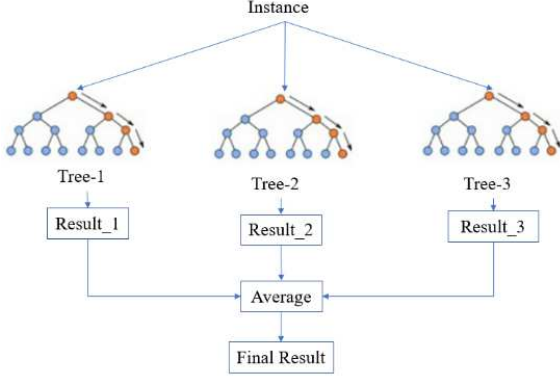 Instance
Tree-1
Tree-2
Tree-3
Result_1
Result_2
Result_3
Average
Final Result